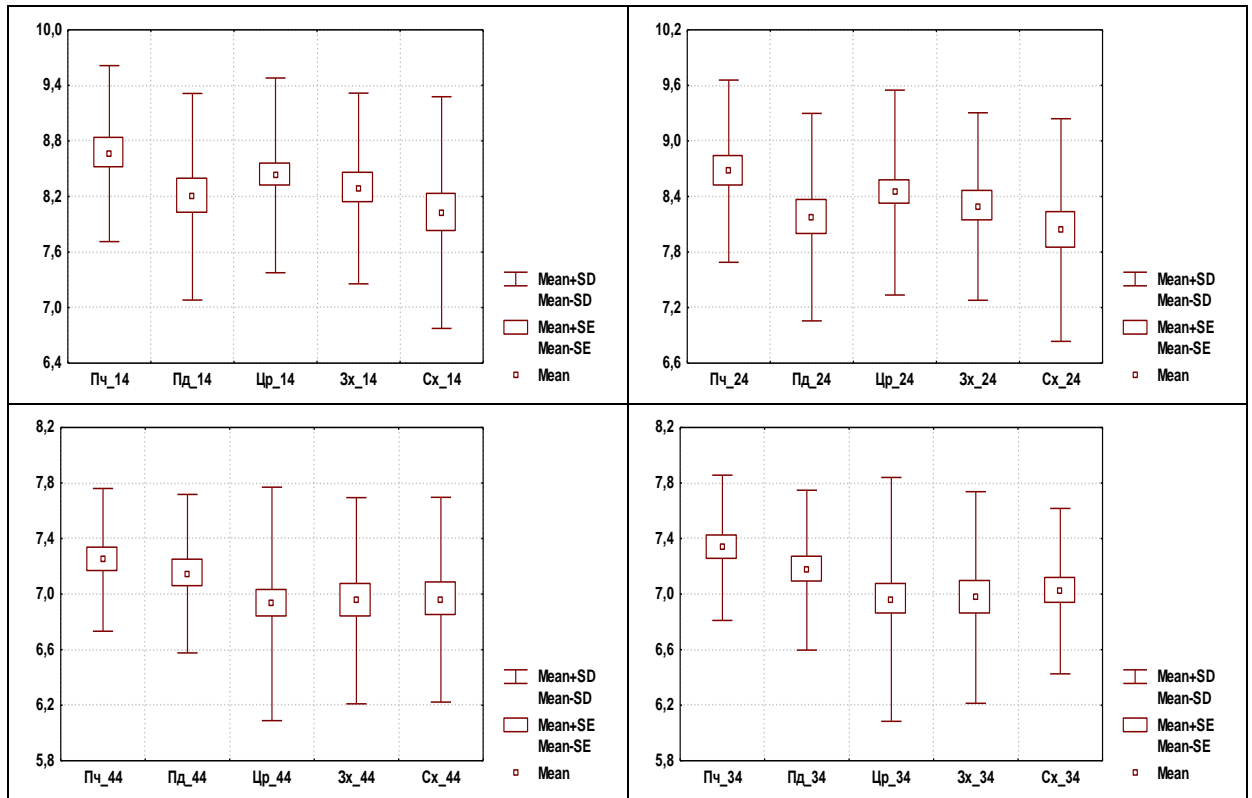 10,0
9,4
8,8
8,2
7,6
7,0
6,4
Пч_14 Пд_14 Цр_14 Зх_14 Сх_14
Mean+SD
Mean-SD
Mean+SE
Mean-SE
Mean
10,2
9,6
9,0
8,4
7,8
7,2
6,6
Пч_24 Пд_24 Цр_24 Зх_24 Сх_24
Mean+SD
Mean-SD
Mean+SE
Mean-SE
Mean
8,2
7,8
7,4
7,0
6,6
6,2
5,8
Пч_44 Пд_44 Цр_44 Зх_44 Сх_44
Mean+SD
Mean-SD
Mean+SE
Mean-SE
Mean
8,2
7,8
7,4
7,0
6,6
6,2
5,8
Пч_34 Пд_34 Цр_34 Зх_34 Сх_34
Mean+SD
Mean-SD
Mean+SE
Mean-SE
Mean